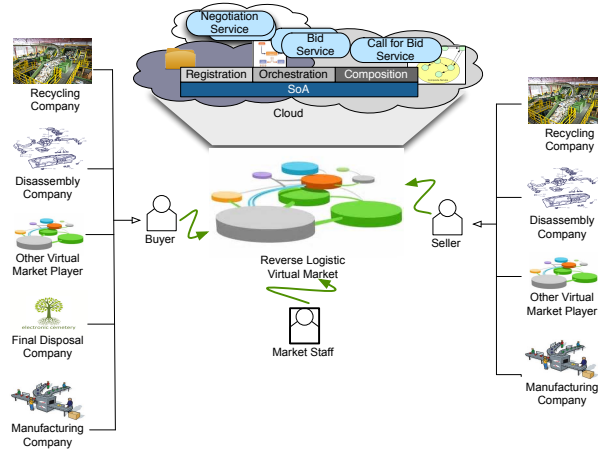 Negotiation
Service
Bid
Service
Call for Bid
Service
Registration
Orchestration
Composition
SoA
Cloud
Recycling
Company
Disassembly
Company
Other Virtual
Market Player
electronic cemetery
Final Disposal
Company
Manufacturing
Company
Buyer
Reverse Logistic
Virtual Market
Market Staff
Seller
Recycling
Company
Disassembly
Company
Other Virtual
Market Player
Manufacturing
Company